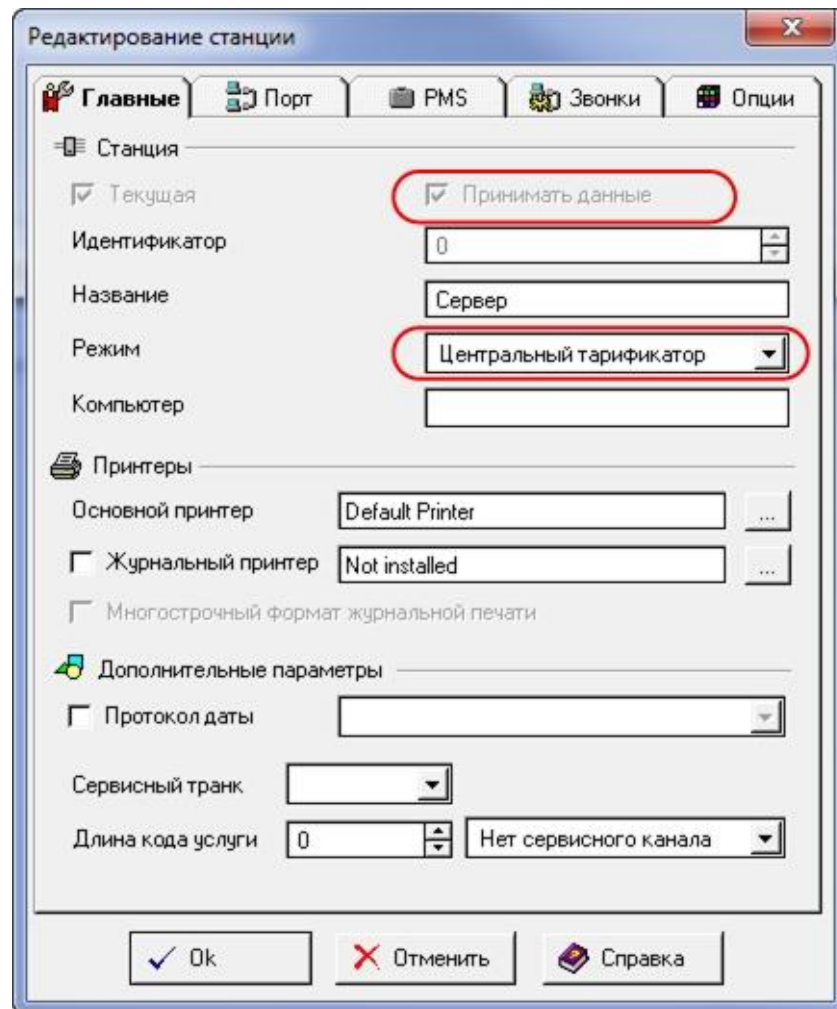 Редактирование станции
Главные Порт PMS Звонки Опции
Станция
Текущая Принимать данные
Идентификатор 0
Название Сервер
Режим Центральный тарификатор
Компьютер
Принтеры
Основной принтер Default Printer ...
Журнальный принтер Not installed ...
Многострочный формат журнальной печати
Дополнительные параметры
Протокол даты
Сервисный транк
Длина кода услуги 0 Нет сервисного канала
Ok Отменить Справка